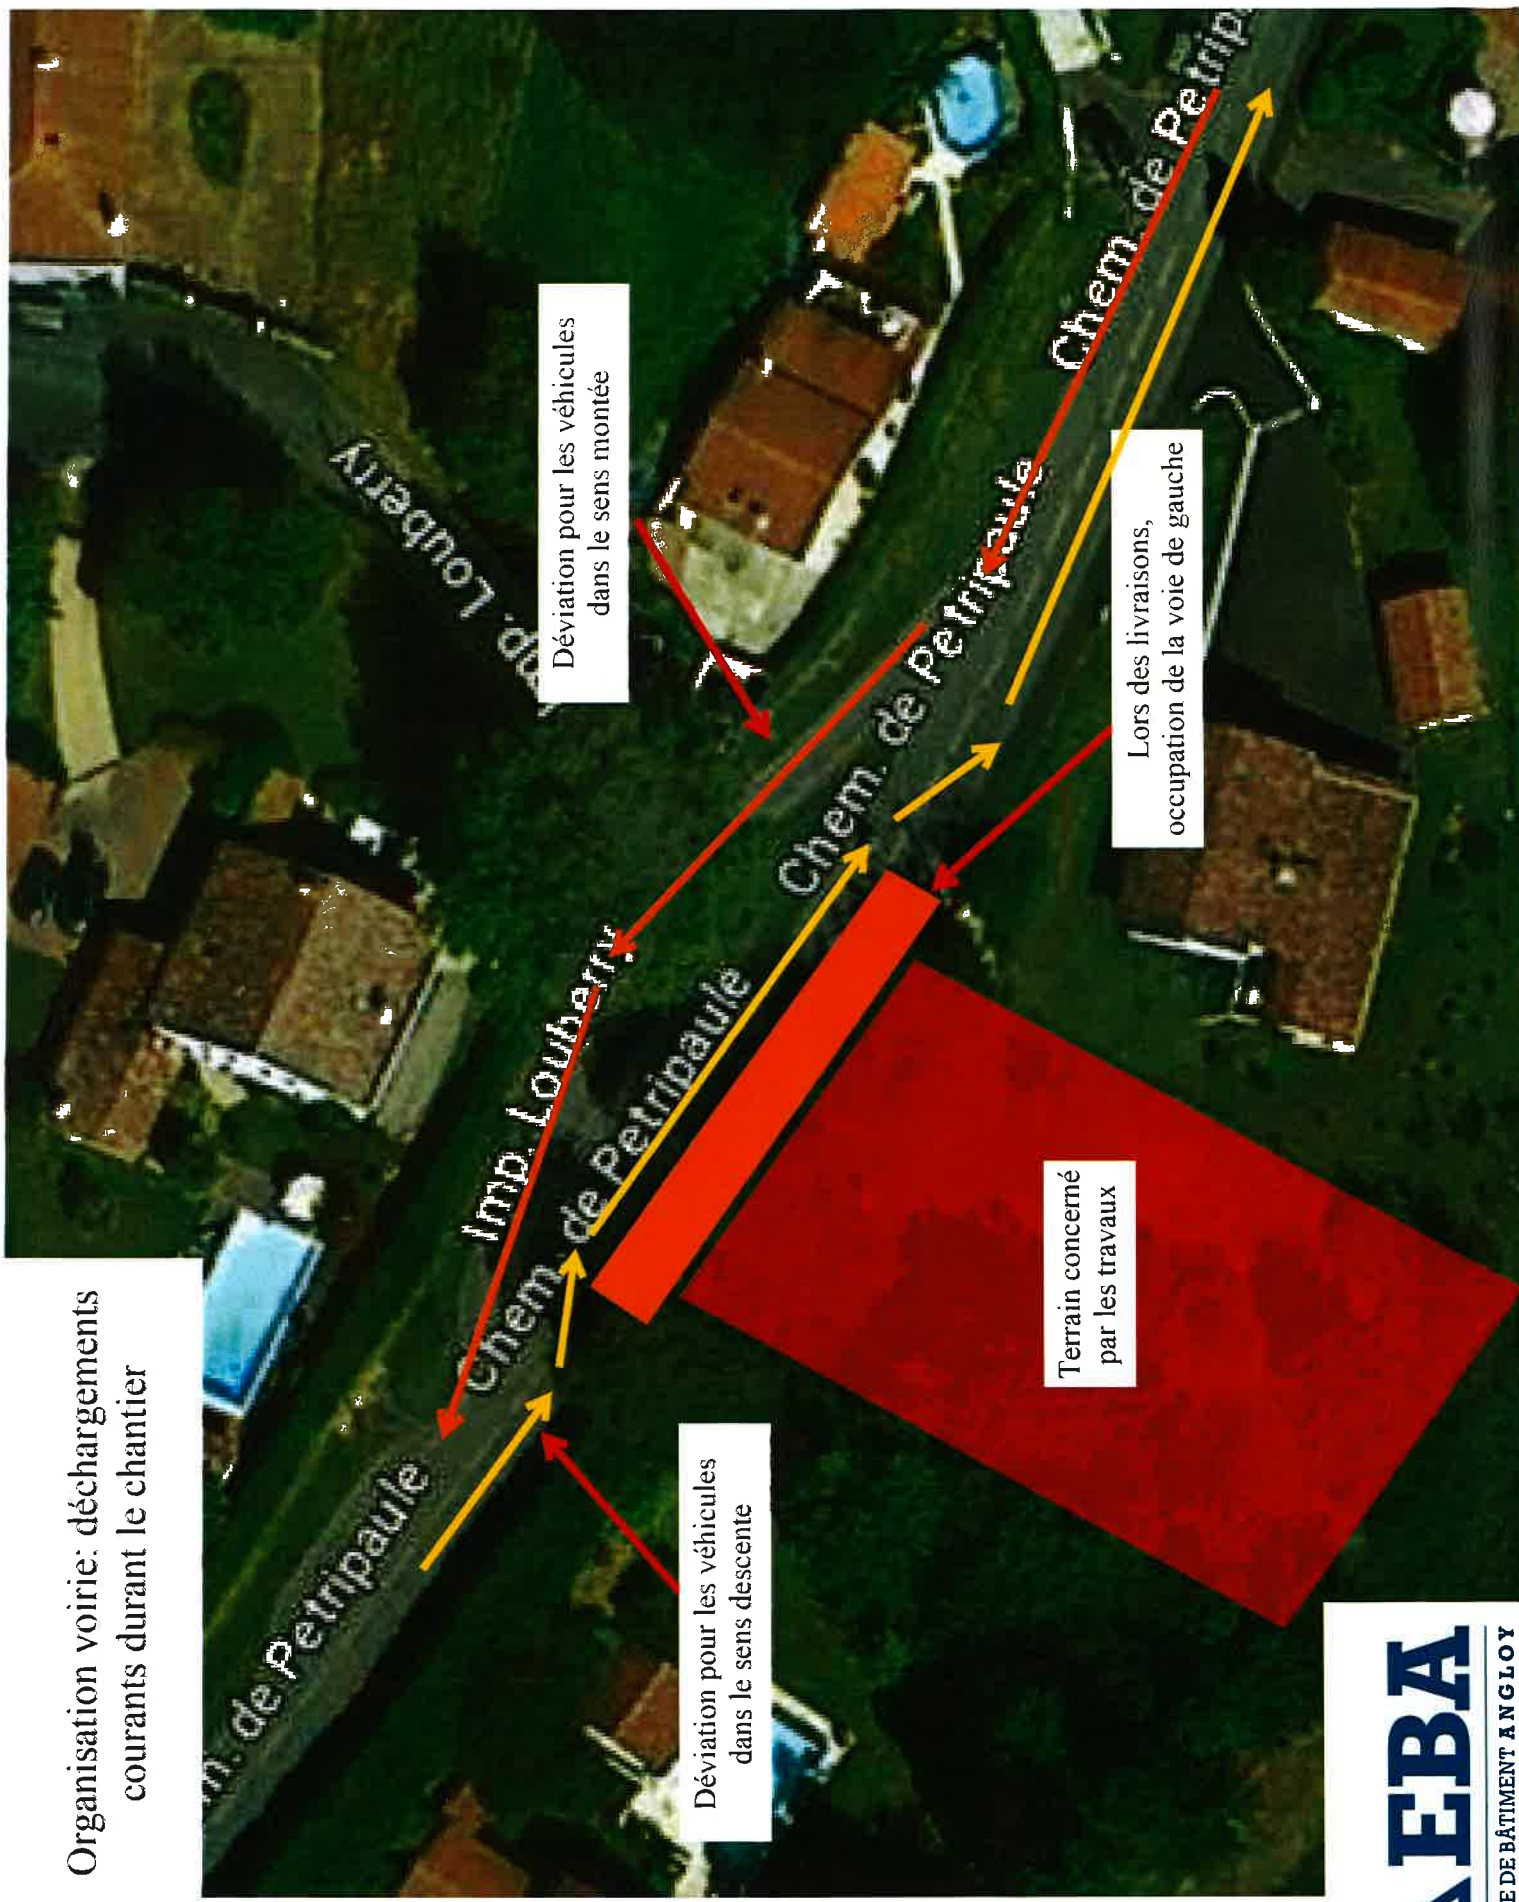 Organisation voirie: déchargements
courants durant le chantier
Imp. Louberry
Déviation pour les véhicules
dans le sens montée
Chem. de Petrip
Chem. de Petripaule
Imp. Louberry
Chem. de Petripaule
Chem. de Petripaule
m. de Petripaule
Lors des livraisons,
occupation de la voie de gauche
Déviation pour les véhicules
dans le sens descente
Terrain concerné
par les travaux
EBA
E DE BÂTIMENT ANGLOY